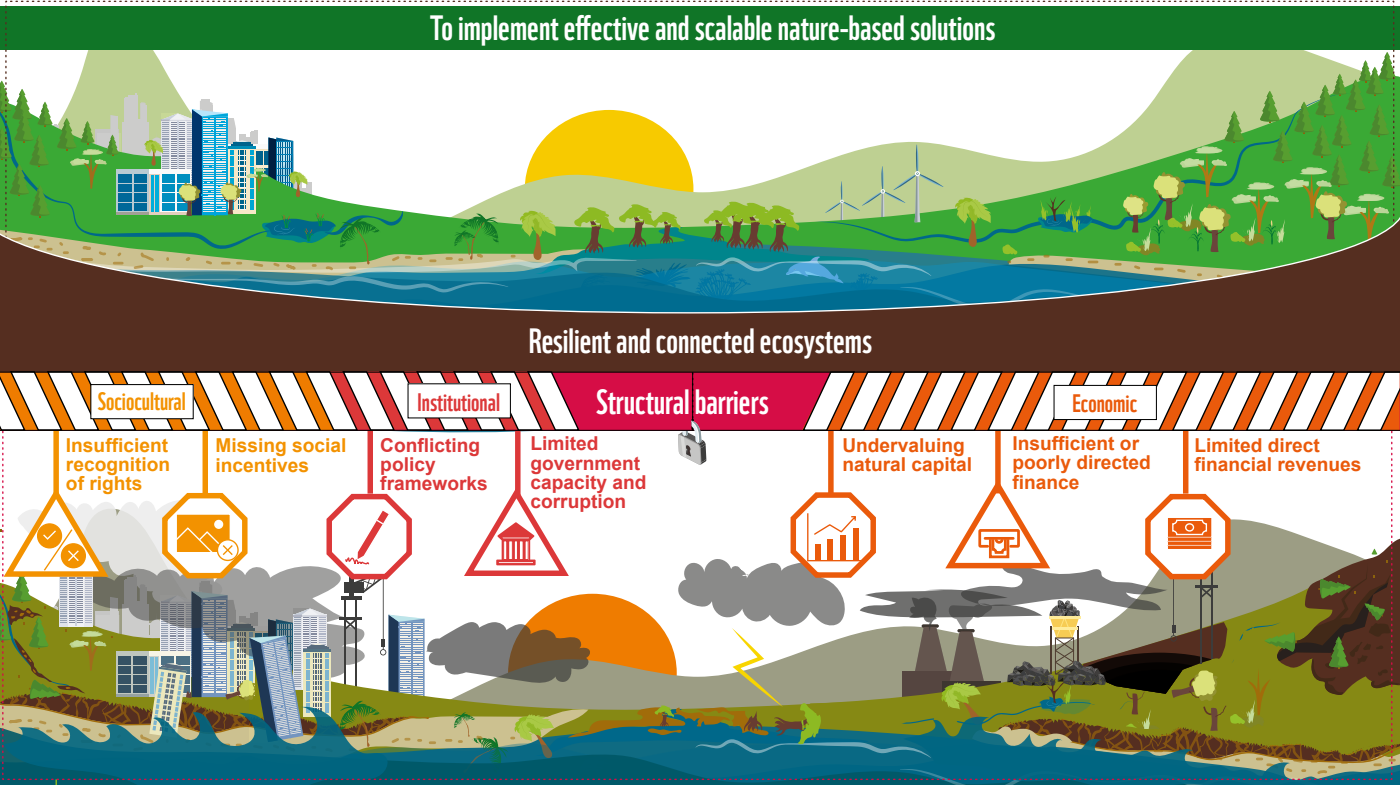 To implement effective and scalable nature-based solutions
Resilient and connected ecosystems
Sociocultural
Institutional
Structural barriers
Economic
Insufficient
recognition
of rights
Missing social
incentives
Conflicting
policy
frameworks
Limited
government
capacity and
corruption
Undervaluing
natural capital
Insufficient or
poorly directed
finance
Limited direct
financial revenues